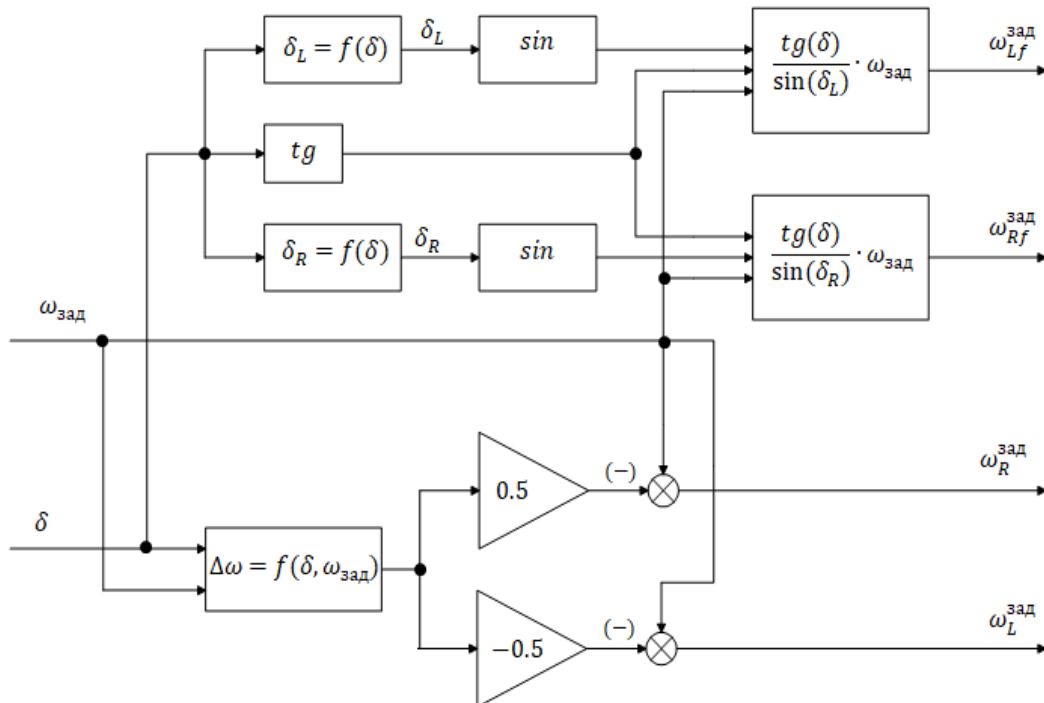 δ_L = f(δ)
δ_L
sin
tg(δ)
sin(δ_L)
· ω_зад
ω_Lf^зад
tg
δ_R = f(δ)
δ_R
sin
tg(δ)
sin(δ_R)
· ω_зад
ω_Rf^зад
ω_зад
0.5
(−)
ω_R^зад
δ
Δω = f(δ, ω_зад)
−0.5
(−)
ω_L^зад